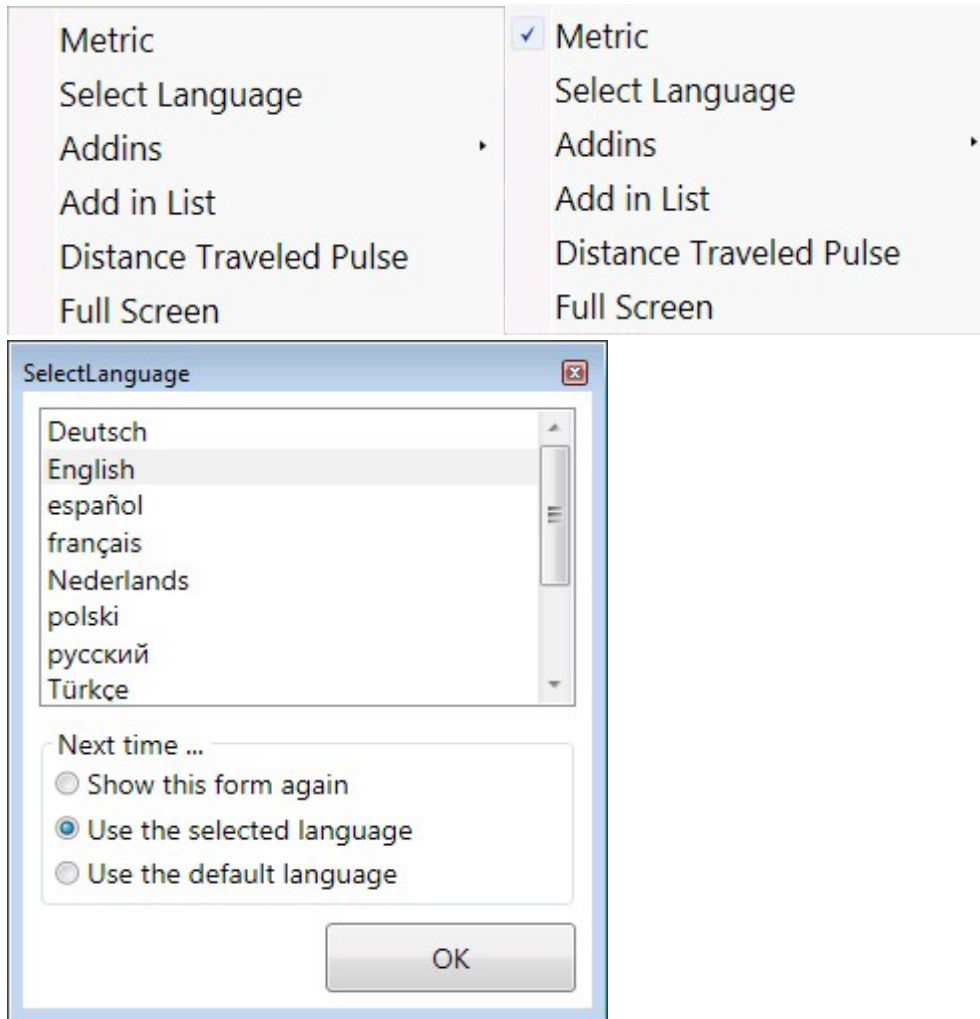 Metric
Select Language
Addins
Add in List
Distance Traveled Pulse
Full Screen
Metric
Select Language
Addins
Add in List
Distance Traveled Pulse
Full Screen
SelectLanguage
Deutsch
English
español
français
Nederlands
polski
русский
Türkçe
Next time ...
Show this form again
Use the selected language
Use the default language
OK